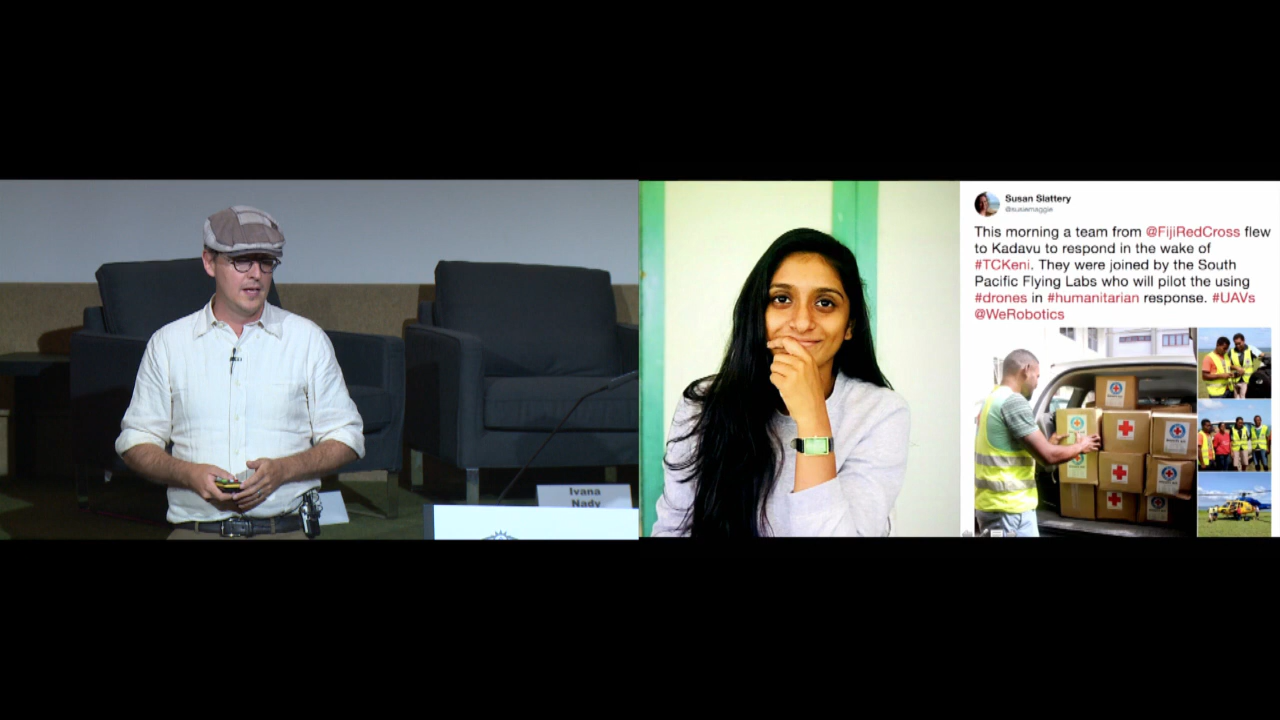 Ivana
Nady
Susan Slattery
@susiemaggie
This morning a team from @FijiRedCross flew
to Kadavu to respond in the wake of
#TCKeni. They were joined by the South
Pacific Flying Labs who will pilot the using
#drones in #humanitarian response. #UAVs
@WeRobotics